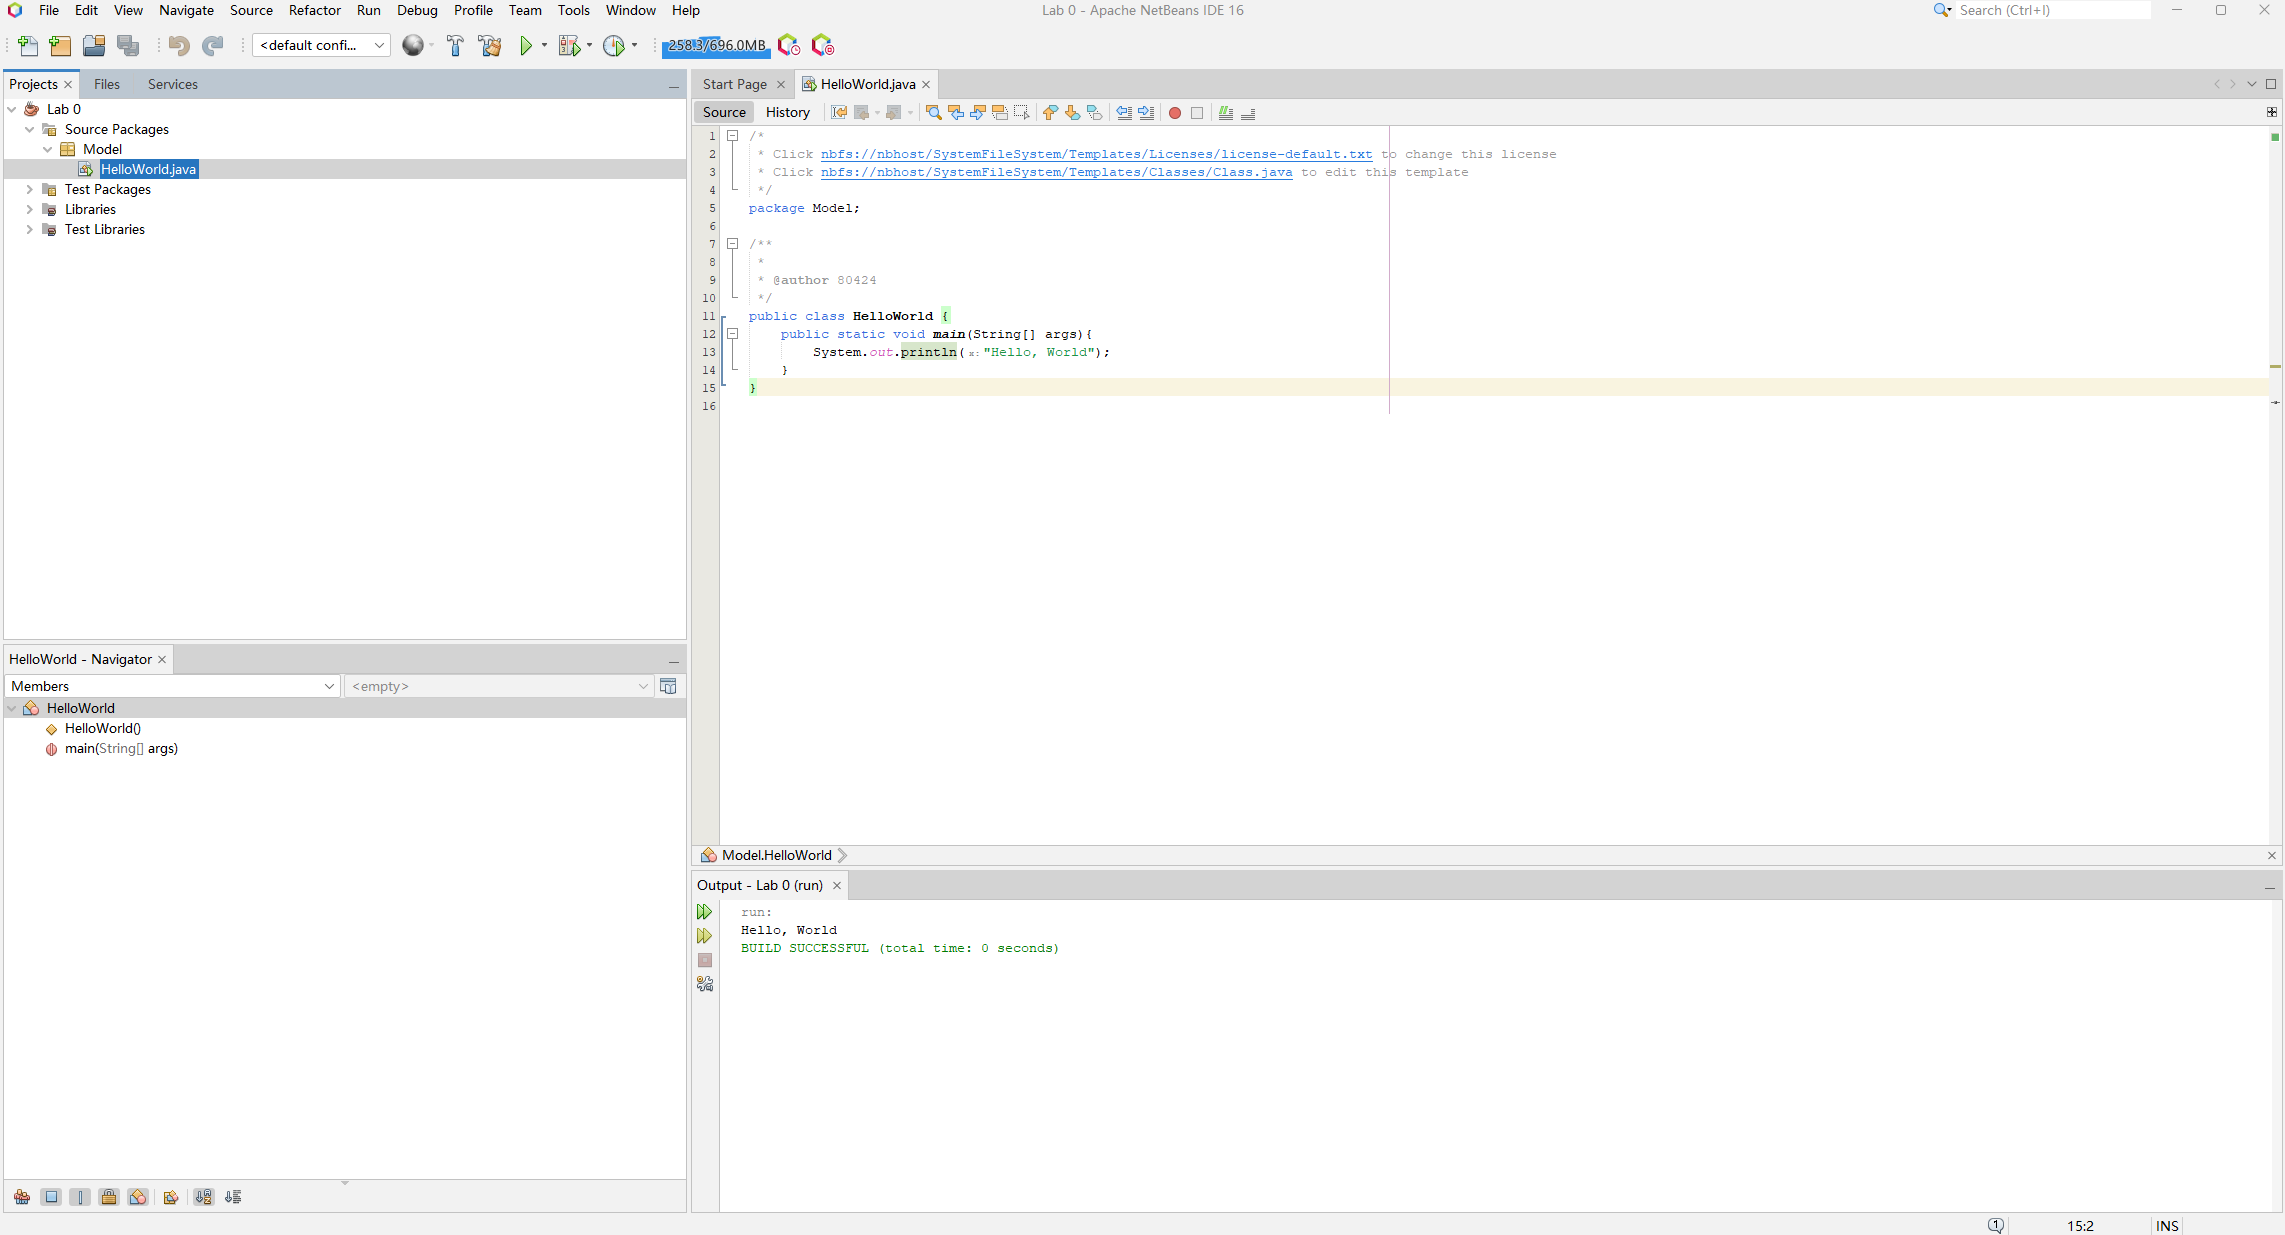 File Edit View Navigate Source Refactor Run Debug Profile Team Tools Window Help
Lab 0 - Apache NetBeans IDE 16
Search (Ctrl+I)
<default confi...
258.3/696.0MB
Projects Files Services
Lab 0
Source Packages
Model
HelloWorld.java
Test Packages
Libraries
Test Libraries
HelloWorld - Navigator
Members
<empty>
HelloWorld
HelloWorld()
main(String[] args)
Start Page HelloWorld.java
Source History
1 /*
2 * Click nbfs://nbhost/SystemFileSystem/Templates/Licenses/license-default.txt to change this license
3 * Click nbfs://nbhost/SystemFileSystem/Templates/Classes/Class.java to edit this template
4 */
5 package Model;
6
7 /**
8 *
9 * @author 80424
10 */
11 public class HelloWorld {
12 public static void main(String[] args){
13 System.out.println(x:"Hello, World");
14 }
15 }
16
Model.HelloWorld
Output - Lab 0 (run)
run:
Hello, World
BUILD SUCCESSFUL (total time: 0 seconds)
1 15:2 INS